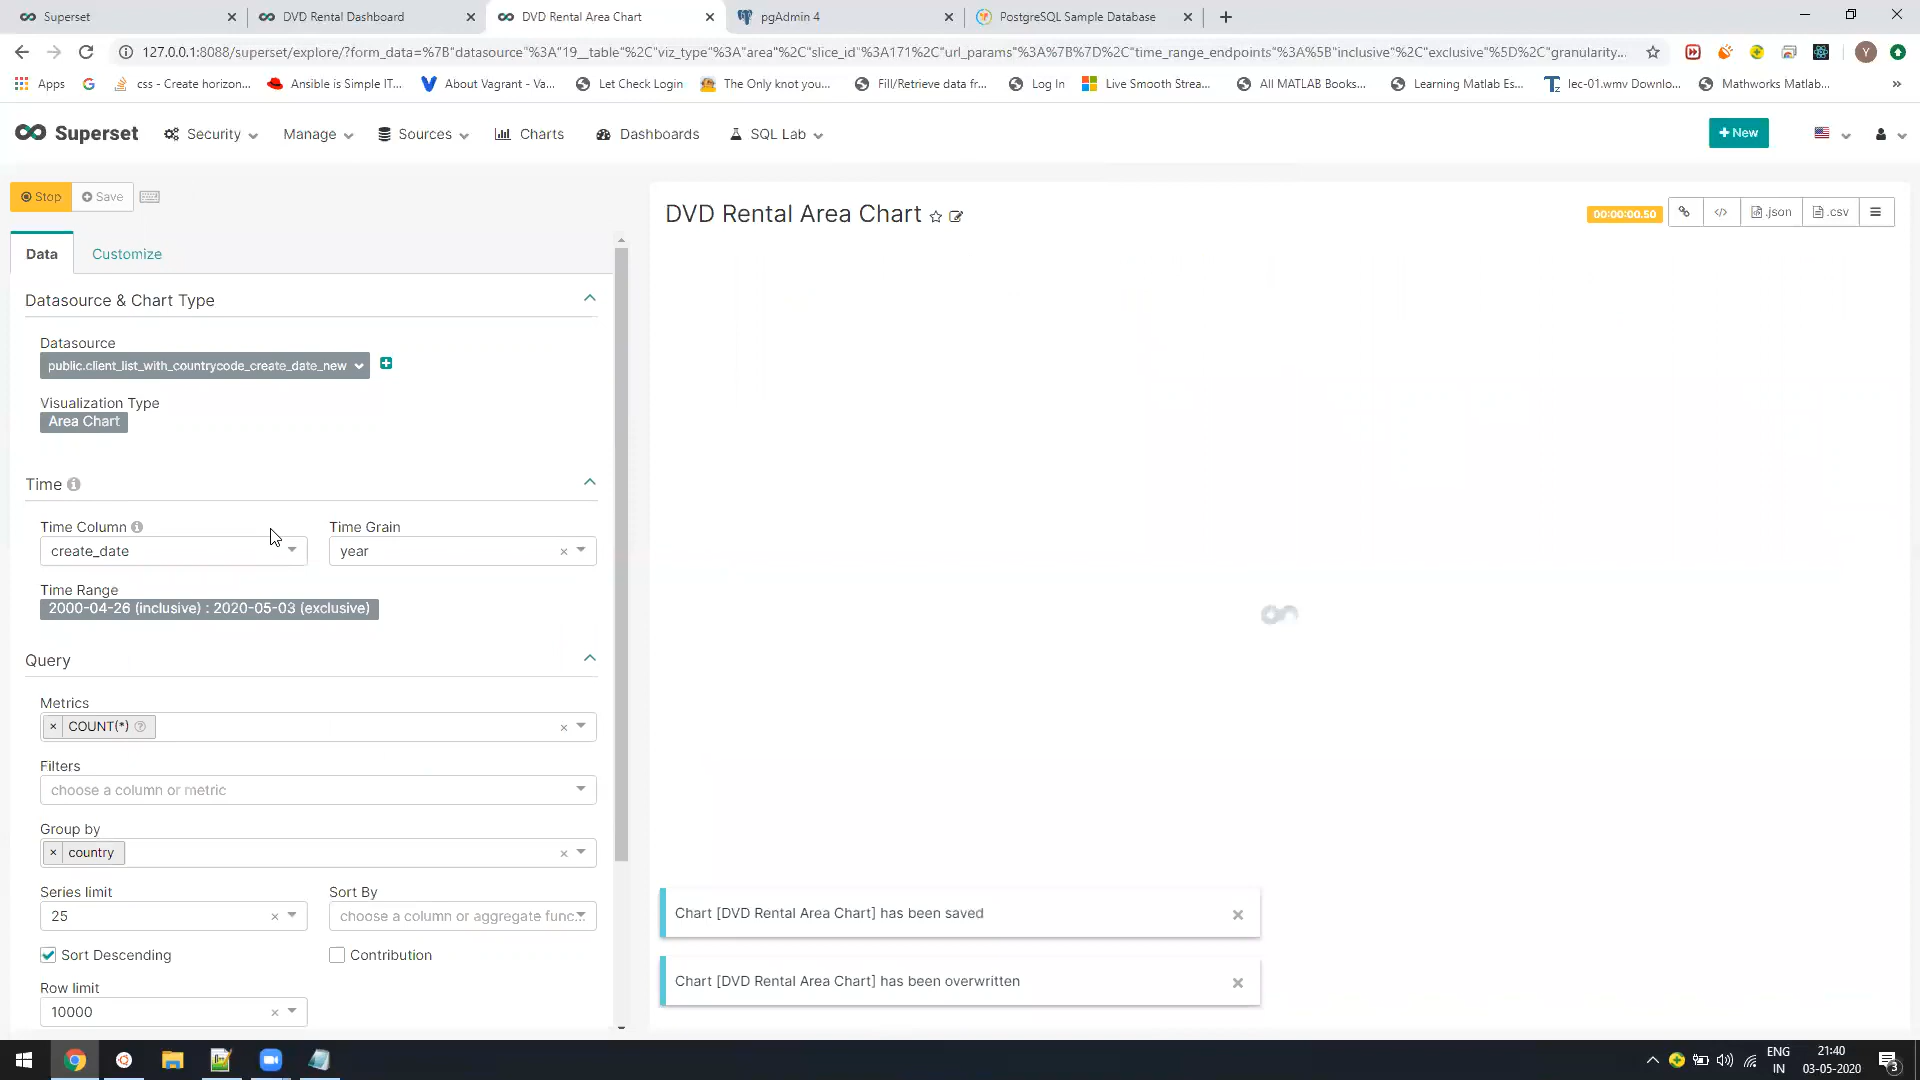 Superset
DVD Rental Dashboard
DVD Rental Area Chart
pgAdmin 4
PostgreSQL Sample Database
127.0.0.1:8088/superset/explore/?form_data=%7B"datasource"%3A"19__table"%2C"viz_type"%3A"area"%2C"slice_id"%3A171%2C"url_params"%3A%7B%7D%2C"time_range_endpoints"%3A%5B"inclusive"%2C"exclusive"%5D%2C"granularity...
Y
Apps
css - Create horizon...
Ansible is Simple IT...
About Vagrant - Va...
Let Check Login
The Only knot you...
Fill/Retrieve data fr...
Log In
Live Smooth Strea...
All MATLAB Books...
Learning Matlab Es...
lec-01.wmv Downlo...
Mathworks Matlab...
»
Superset
Security
Manage
Sources
Charts
Dashboards
SQL Lab
+ New
Stop
Save
DVD Rental Area Chart
00:00:00.50
</>
.json
.csv
Data
Customize
Datasource & Chart Type
Datasource
public.client_list_with_countrycode_create_date_new
Visualization Type
Area Chart
Time
Time Column
Time Grain
create_date
year
Time Range
2000-04-26 (inclusive) : 2020-05-03 (exclusive)
Query
Metrics
× COUNT(*)
Filters
choose a column or metric
Group by
× country
Series limit
Sort By
25
choose a column or aggregate func...
Sort Descending
Contribution
Row limit
10000
Chart [DVD Rental Area Chart] has been saved
Chart [DVD Rental Area Chart] has been overwritten
ENG
IN
21:40
03-05-2020
3